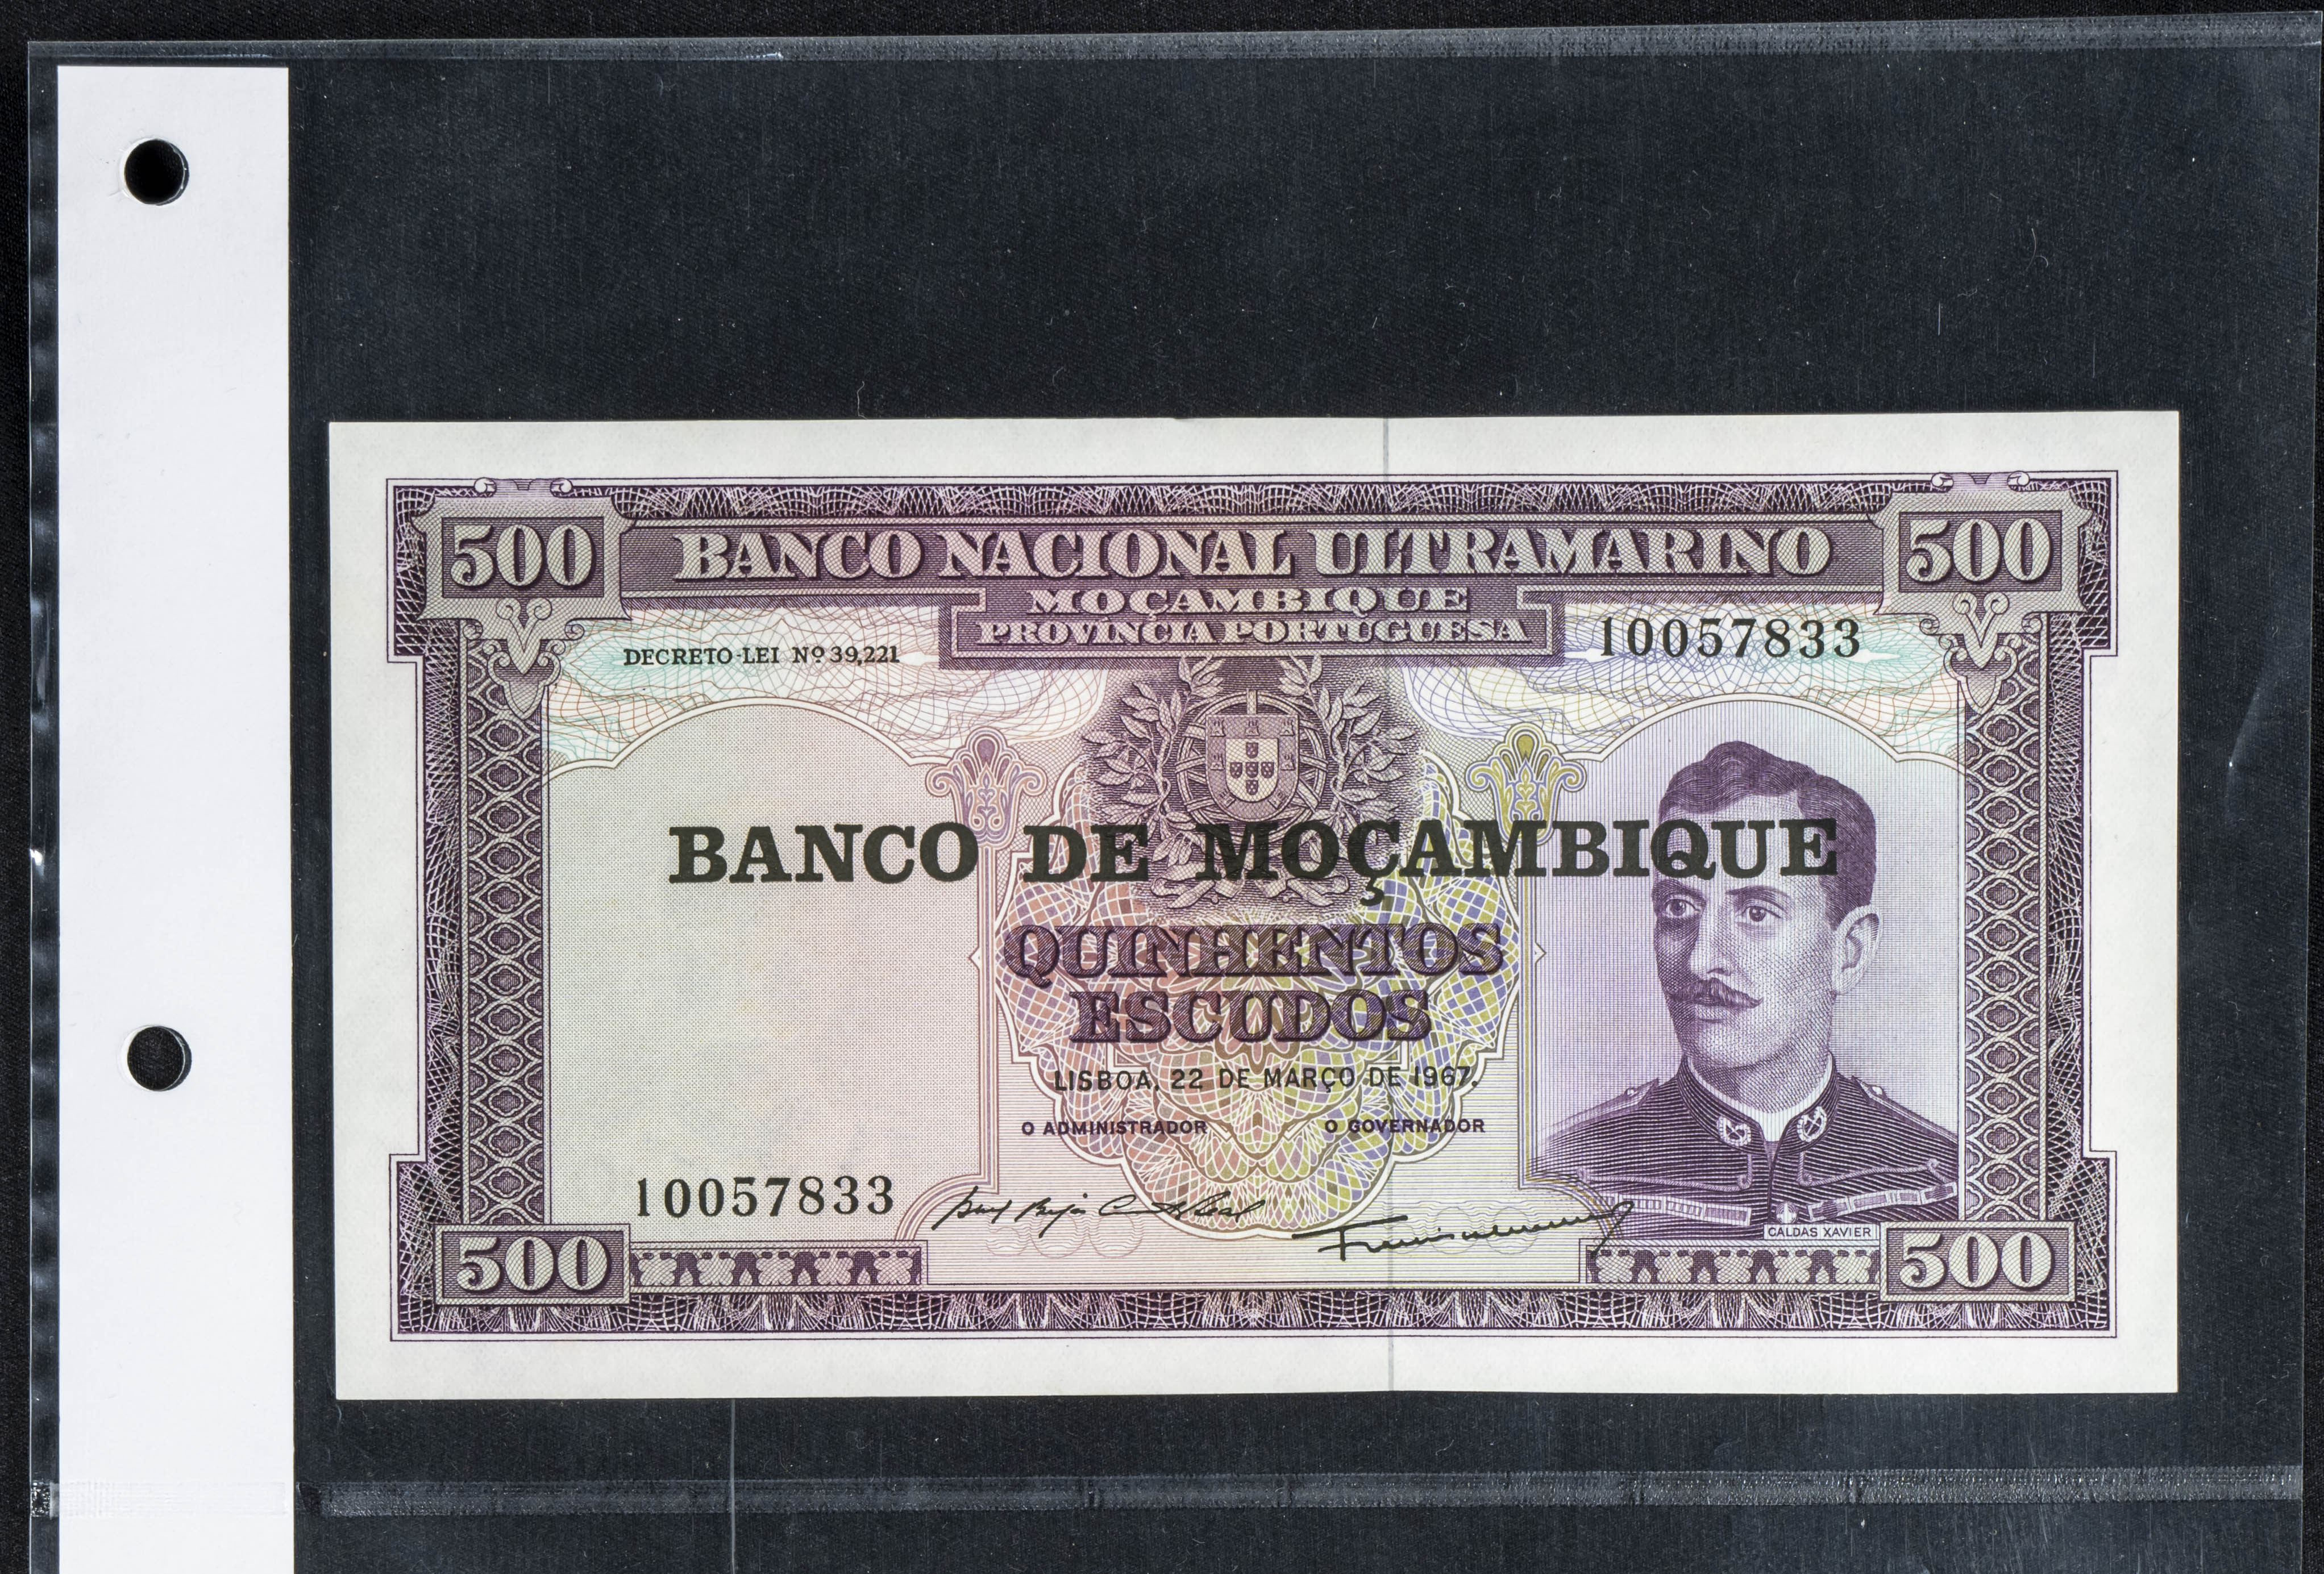 500 BANCO NACIONAL ULTRAMARINO 500
MOÇAMBIQUE
PROVINCIA PORTUGUESA
DECRETO-LEI Nº 39,221
10057833
BANCO DE MOÇAMBIQUE
QUINHENTOS
ESCUDOS
LISBOA, 22 DE MARÇO DE 1967.
O ADMINISTRADOR O GOVERNADOR
10057833
CALDAS XAVIER
500 500